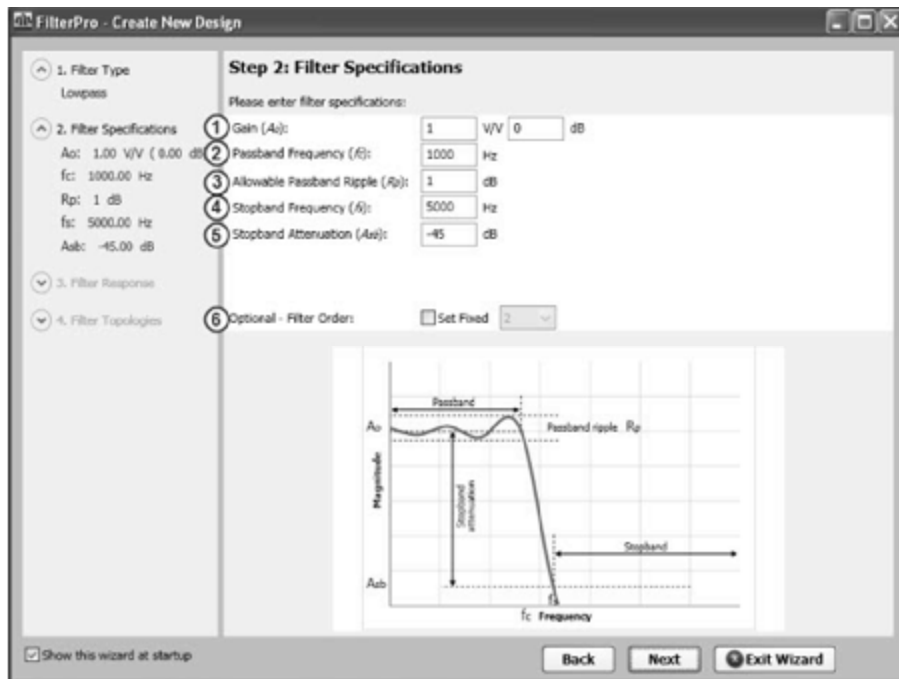 FilterPro - Create New Design
1. Filter Type
Lowpass
2. Filter Specifications
Ao: 1.00 V/V ( 0.00 dB
fc: 1000.00 Hz
Rp: 1 dB
fs: 5000.00 Hz
Asb: -45.00 dB
3. Filter Response
4. Filter Topologies
Step 2: Filter Specifications
Please enter filter specifications:
1 Gain (Ao): 1 V/V 0 dB
2 Passband Frequency (fc): 1000 Hz
3 Allowable Passband Ripple (Rp): 1 dB
4 Stopband Frequency (fs): 5000 Hz
5 Stopband Attenuation (Asb): -45 dB
6 Optional - Filter Order: Set Fixed 2
Passband
Ao
Passband ripple Rp
Magnitude
Stopband attenuation
Stopband
Asb
fc Frequency
Show this wizard at startup
Back
Next
Exit Wizard